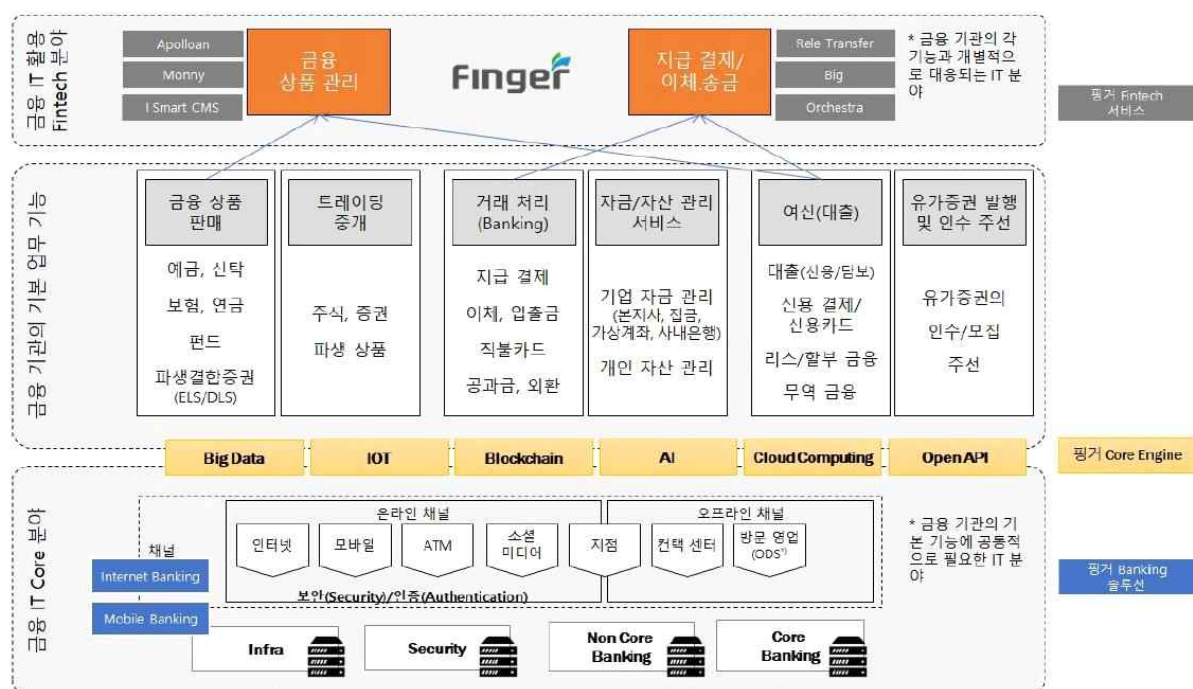 금융 IT 활용
Fintech 분야
Apolloan
Monny
I Smart CMS
금융
상품 관리
Finger
지급 결제/
이체.송금
Rele Transfer
Big
Orchestra
* 금융 기관의 각
기능과 개별적으
로 대응되는 IT 분
야
핑거 Fintech
서비스
금융 기관의 기본 업무 기능
금융 상품
판매
예금, 신탁
보험, 연금
펀드
파생결합증권
(ELS/DLS)
트레이딩
중개
주식, 증권
파생 상품
거래 처리
(Banking)
지급 결제
이체, 입출금
직불카드
공과금, 외환
자금/자산 관리
서비스
기업 자금 관리
(본지사, 집금,
가상계좌, 사내은행)
개인 자산 관리
여신(대출)
대출(신용/담보)
신용 결제/
신용카드
리스/할부 금융
무역 금융
유가증권 발행
및 인수 주선
유가증권의
인수/모집
주선
Big Data
IOT
Blockchain
AI
Cloud Computing
Open API
핑거 Core Engine
금융 IT Core 분야
채널
온라인 채널
오프라인 채널
인터넷
모바일
ATM
소셜
미디어
지점
컨택 센터
방문 영업
(ODS*)
보안(Security)/인증(Authentication)
Internet Banking
Mobile Banking
* 금융 기관의 기
본 기능에 공통적
으로 필요한 IT 분
야
핑거 Banking
솔루션
Infra
Security
Non Core
Banking
Core
Banking